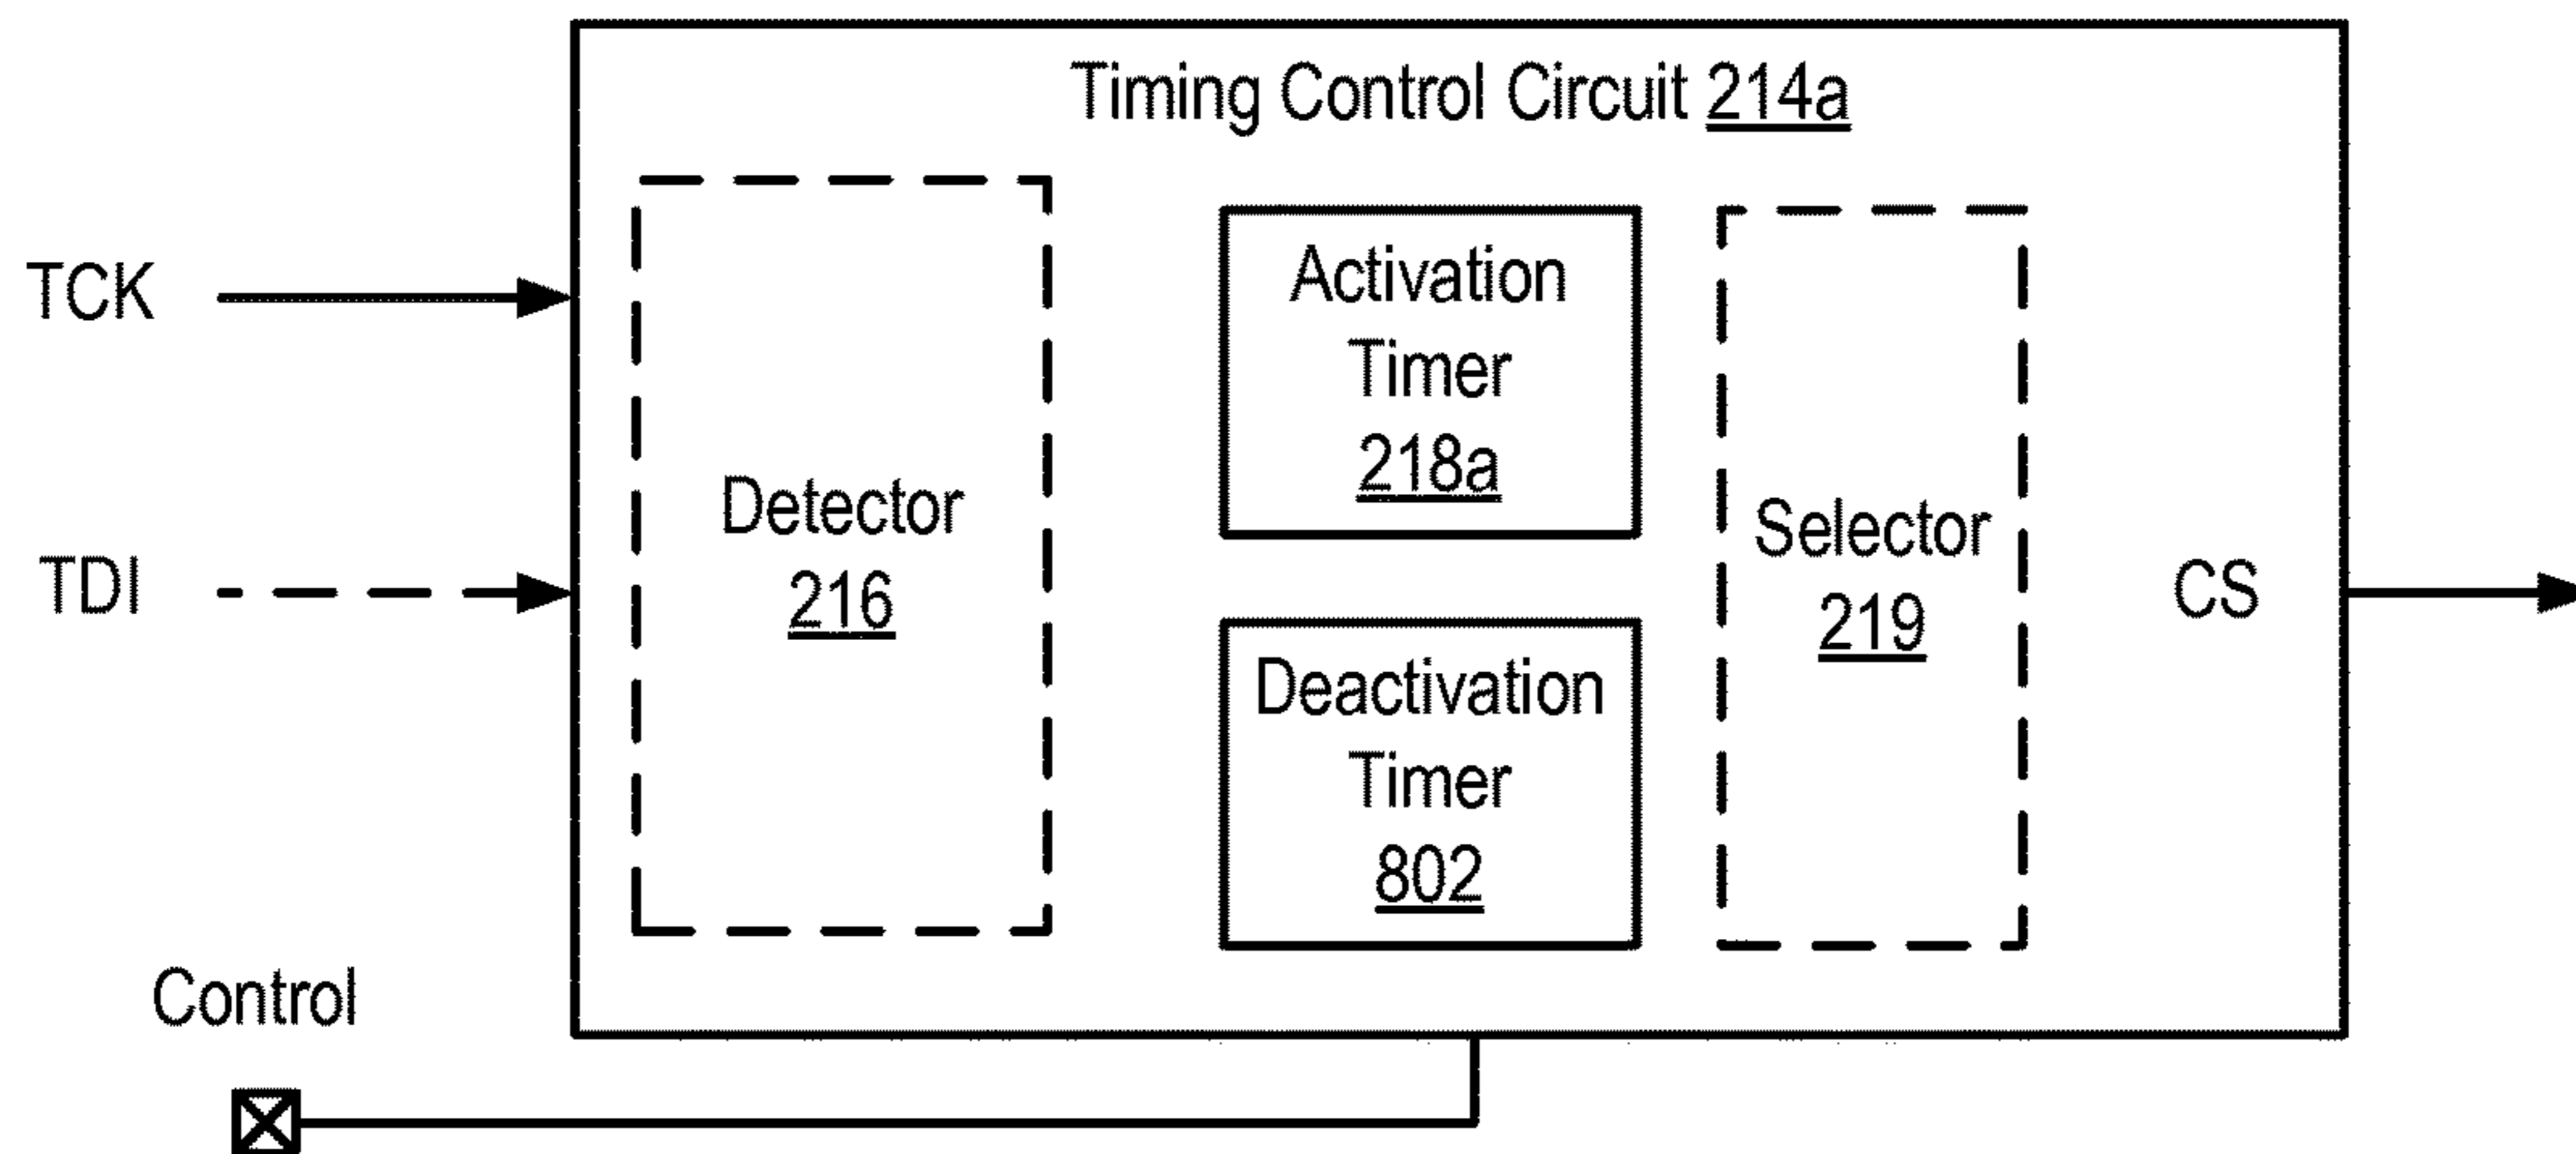 Timing Control Circuit 214a
TCK
TDI
Control
Detector
216
Activation
Timer
218a
Deactivation
Timer
802
Selector
219
CS